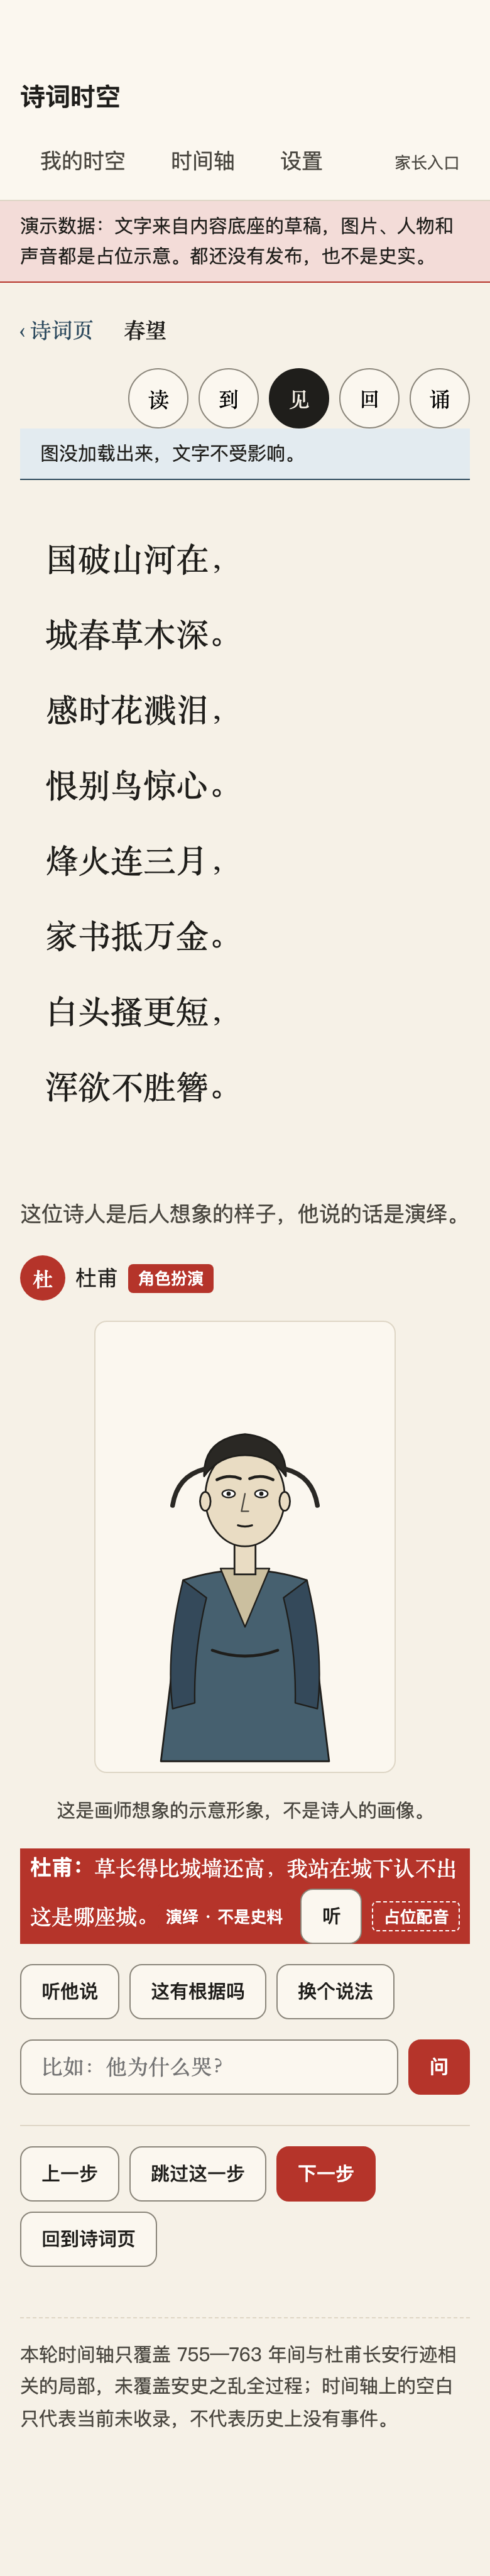 诗词时空
我的时空 时间轴 设置 家长入口
演示数据：文字来自内容底座的草稿，图片、人物和
声音都是占位示意。都还没有发布，也不是史实。
‹ 诗词页 春望
读 到 见 回 诵
图没加载出来，文字不受影响。
国破山河在，
城春草木深。
感时花溅泪，
恨别鸟惊心。
烽火连三月，
家书抵万金。
白头搔更短，
浑欲不胜簪。
这位诗人是后人想象的样子，他说的话是演绎。
杜 杜甫 角色扮演
这是画师想象的示意形象，不是诗人的画像。
杜甫：草长得比城墙还高，我站在城下认不出
这是哪座城。 演绎 · 不是史料 听 占位配音
听他说 这有根据吗 换个说法
比如：他为什么哭？ 问
上一步 跳过这一步 下一步
回到诗词页
本轮时间轴只覆盖 755—763 年间与杜甫长安行迹相
关的局部，未覆盖安史之乱全过程；时间轴上的空白
只代表当前未收录，不代表历史上没有事件。